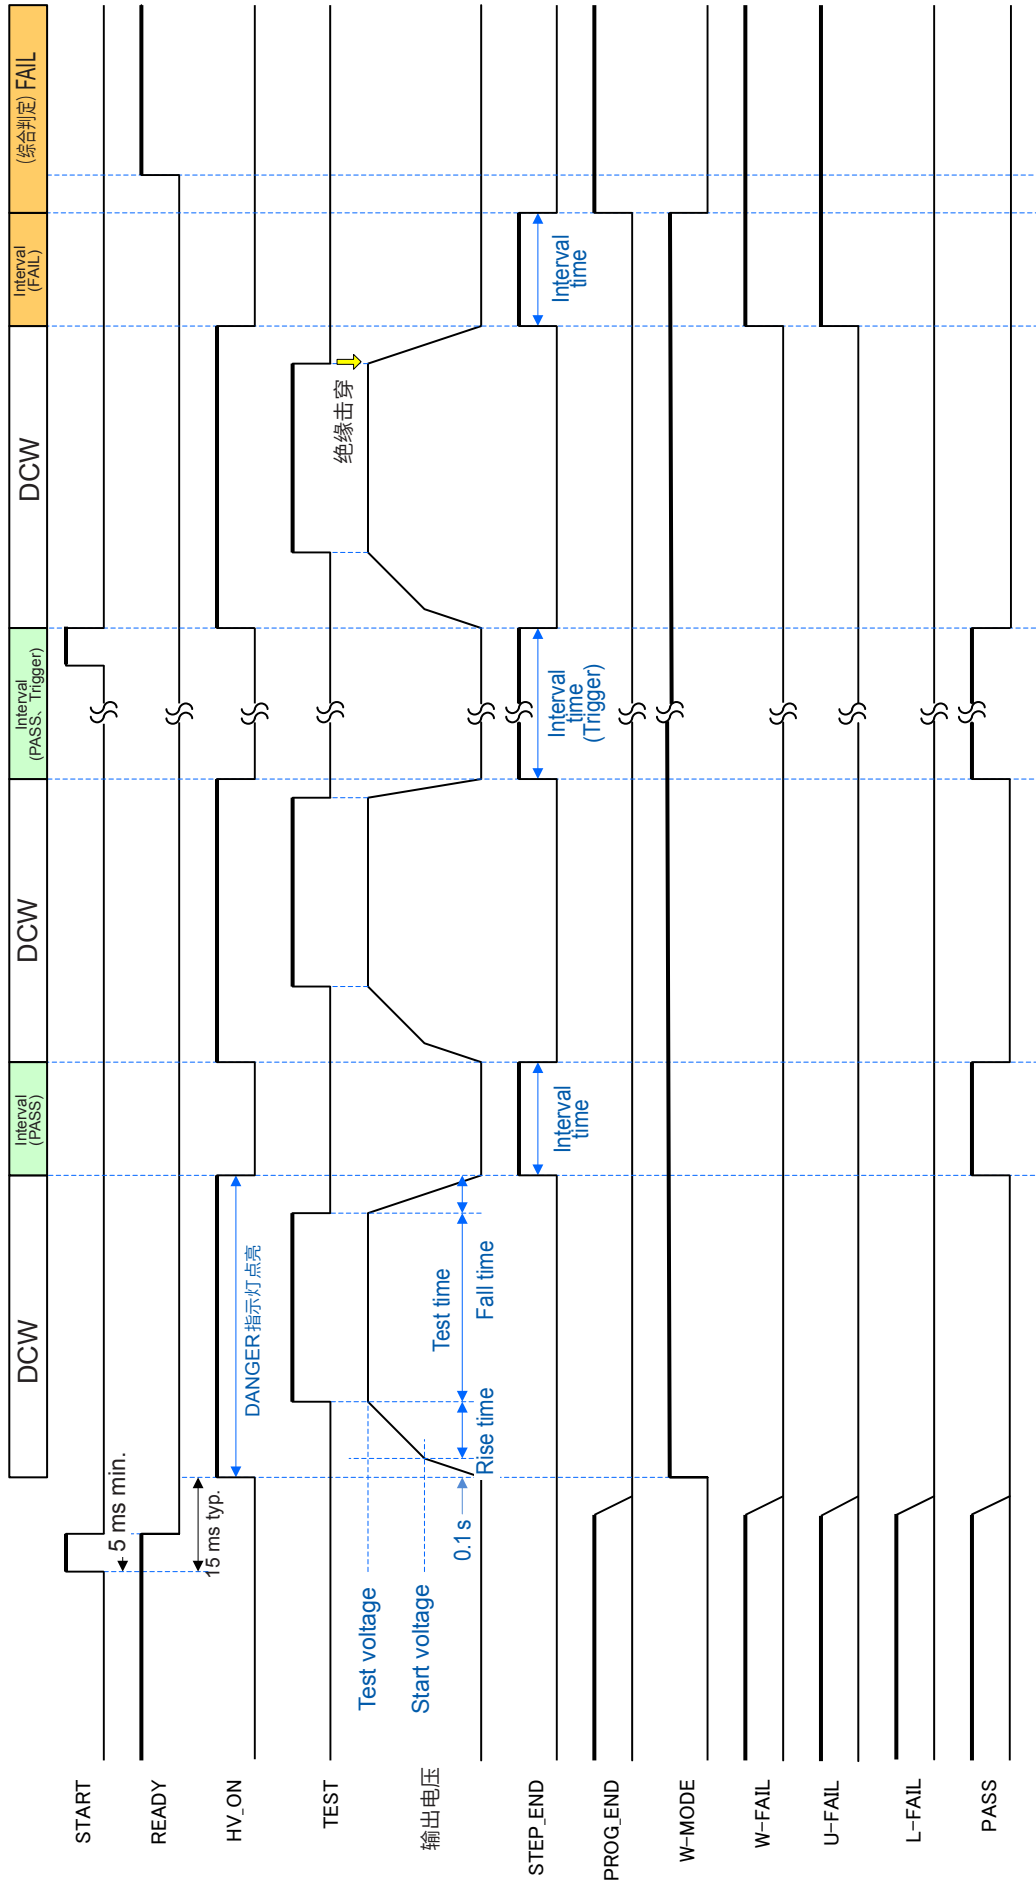 DCW
Interval
(PASS)
DCW
Interval
(PASS、Trigger)
DCW
Interval
(FAIL)
(综合判定) FAIL
START
5 ms min.
READY
15 ms typ.
HV_ON
DANGER指示灯点亮
TEST
绝缘击穿
输出电压
Test voltage
Start voltage
0.1 s
Rise time
Test time
Fall time
STEP_END
Interval
time
Interval
time
(Trigger)
Interval
time
PROG_END
W-MODE
W-FAIL
U-FAIL
L-FAIL
PASS